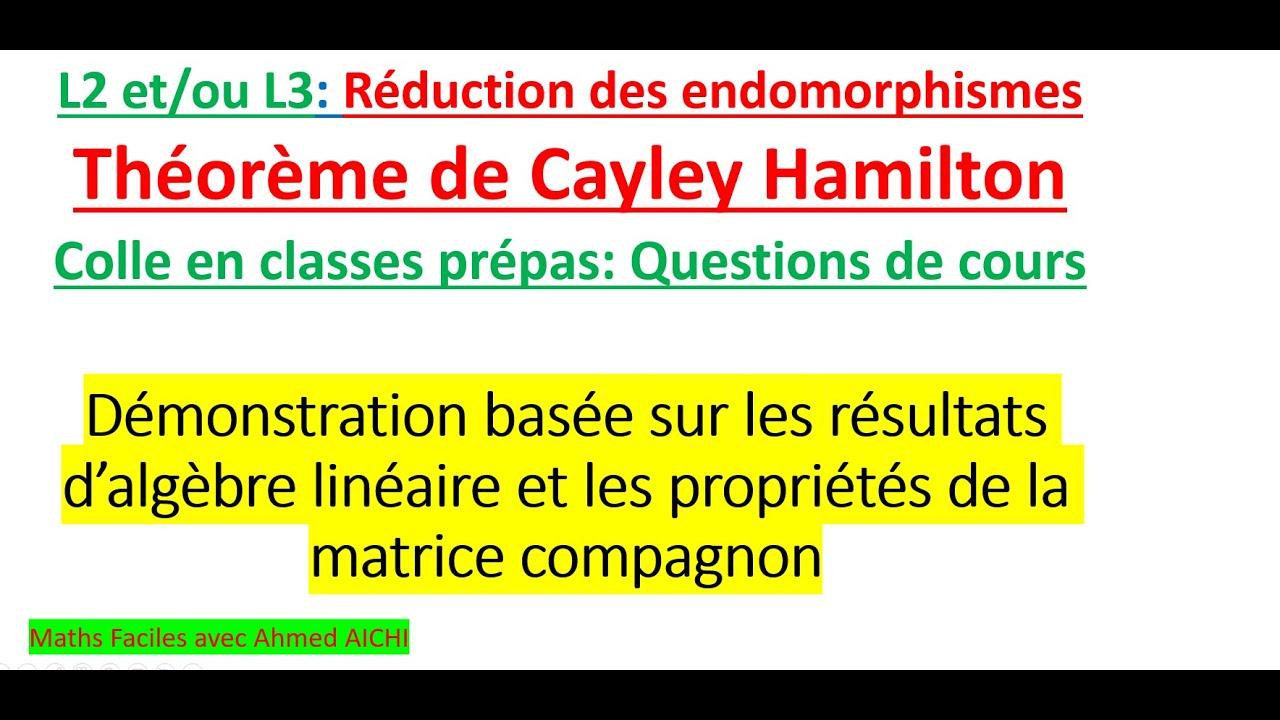 L2 et/ou L3: Réduction des endomorphismes
Théorème de Cayley Hamilton
Colle en classes prépas: Questions de cours
Démonstration basée sur les résultats
d’algèbre linéaire et les propriétés de la
matrice compagnon
Maths Faciles avec Ahmed AICHI